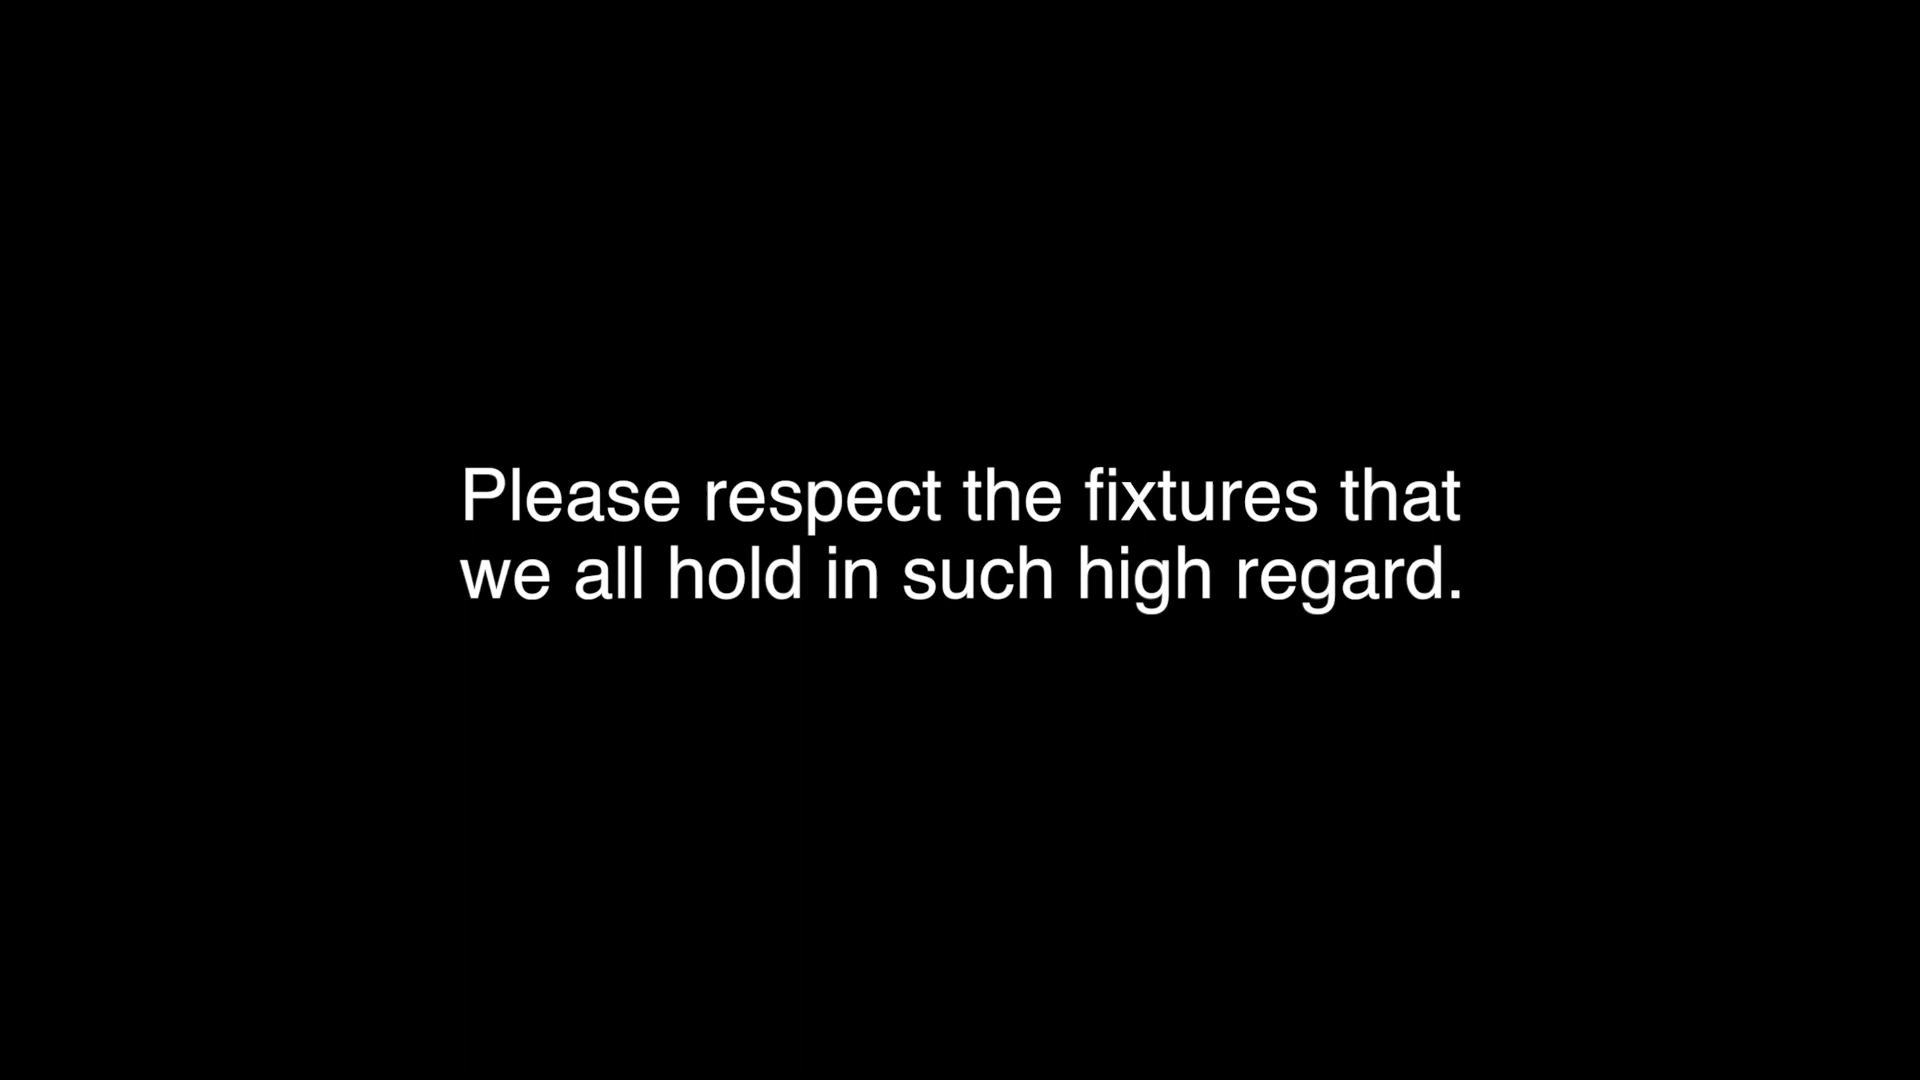 Please respect the fixtures that
we all hold in such high regard.